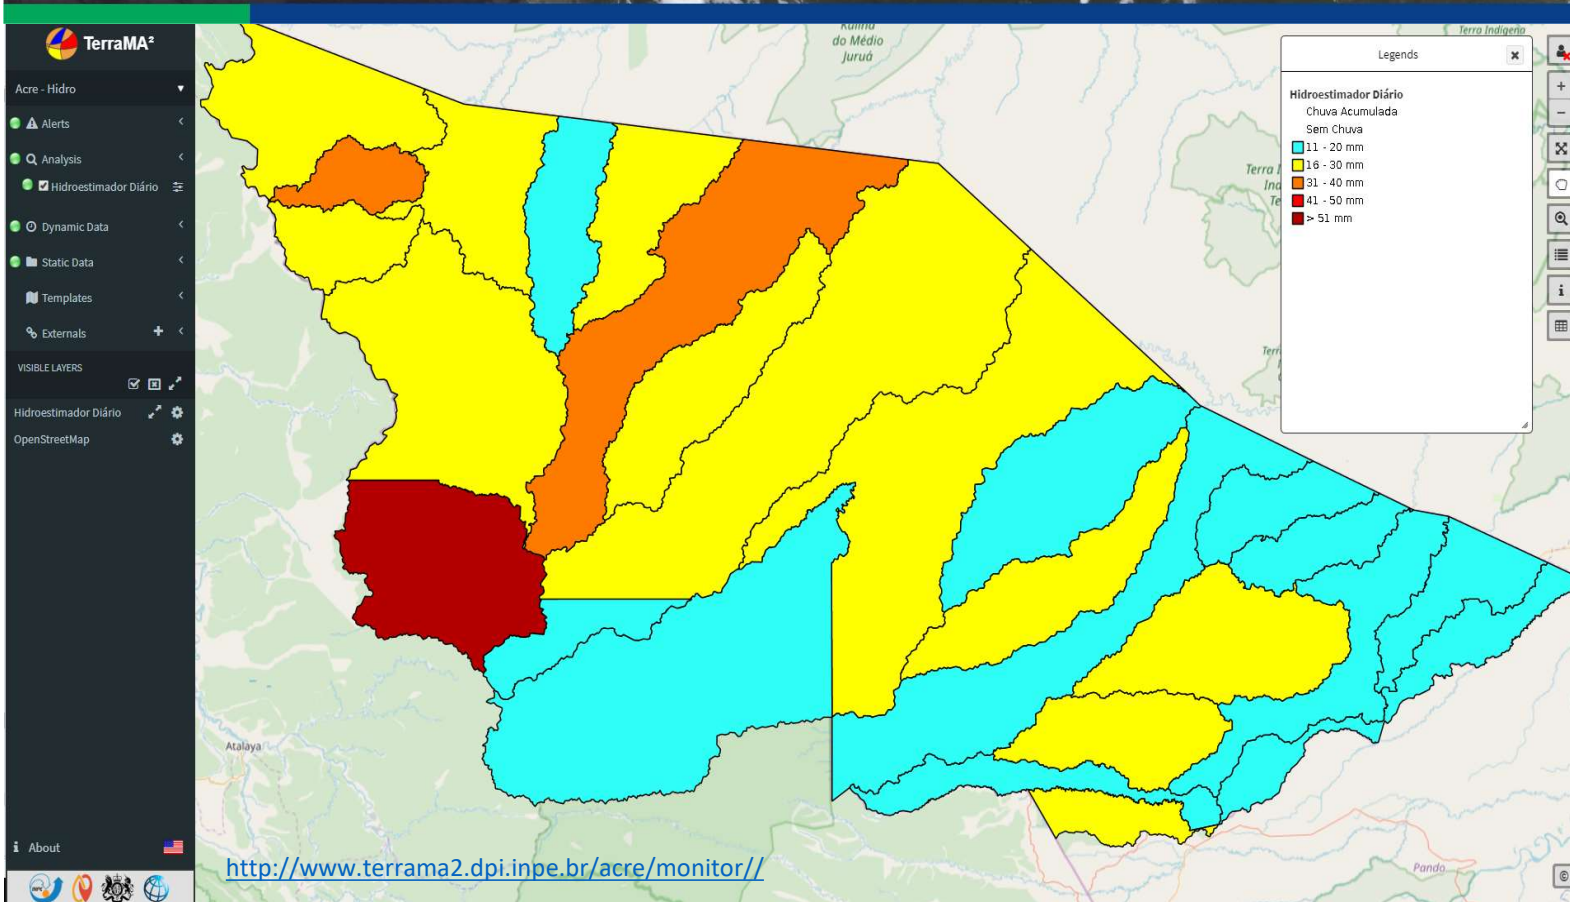 TerraMA²
Acre - Hidro
Alerts
Analysis
Hidroestimador Diário
Dynamic Data
Static Data
Templates
Externals
VISIBLE LAYERS
Hidroestimador Diário
OpenStreetMap
About
do Médio
Juruá
Terra Indígena
Atalaya
Pando
Legends
Hidroestimador Diário
Chuva Acumulada
Sem Chuva
11 - 20 mm
16 - 30 mm
31 - 40 mm
41 - 50 mm
> 51 mm
http://www.terrama2.dpi.inpe.br/acre/monitor//